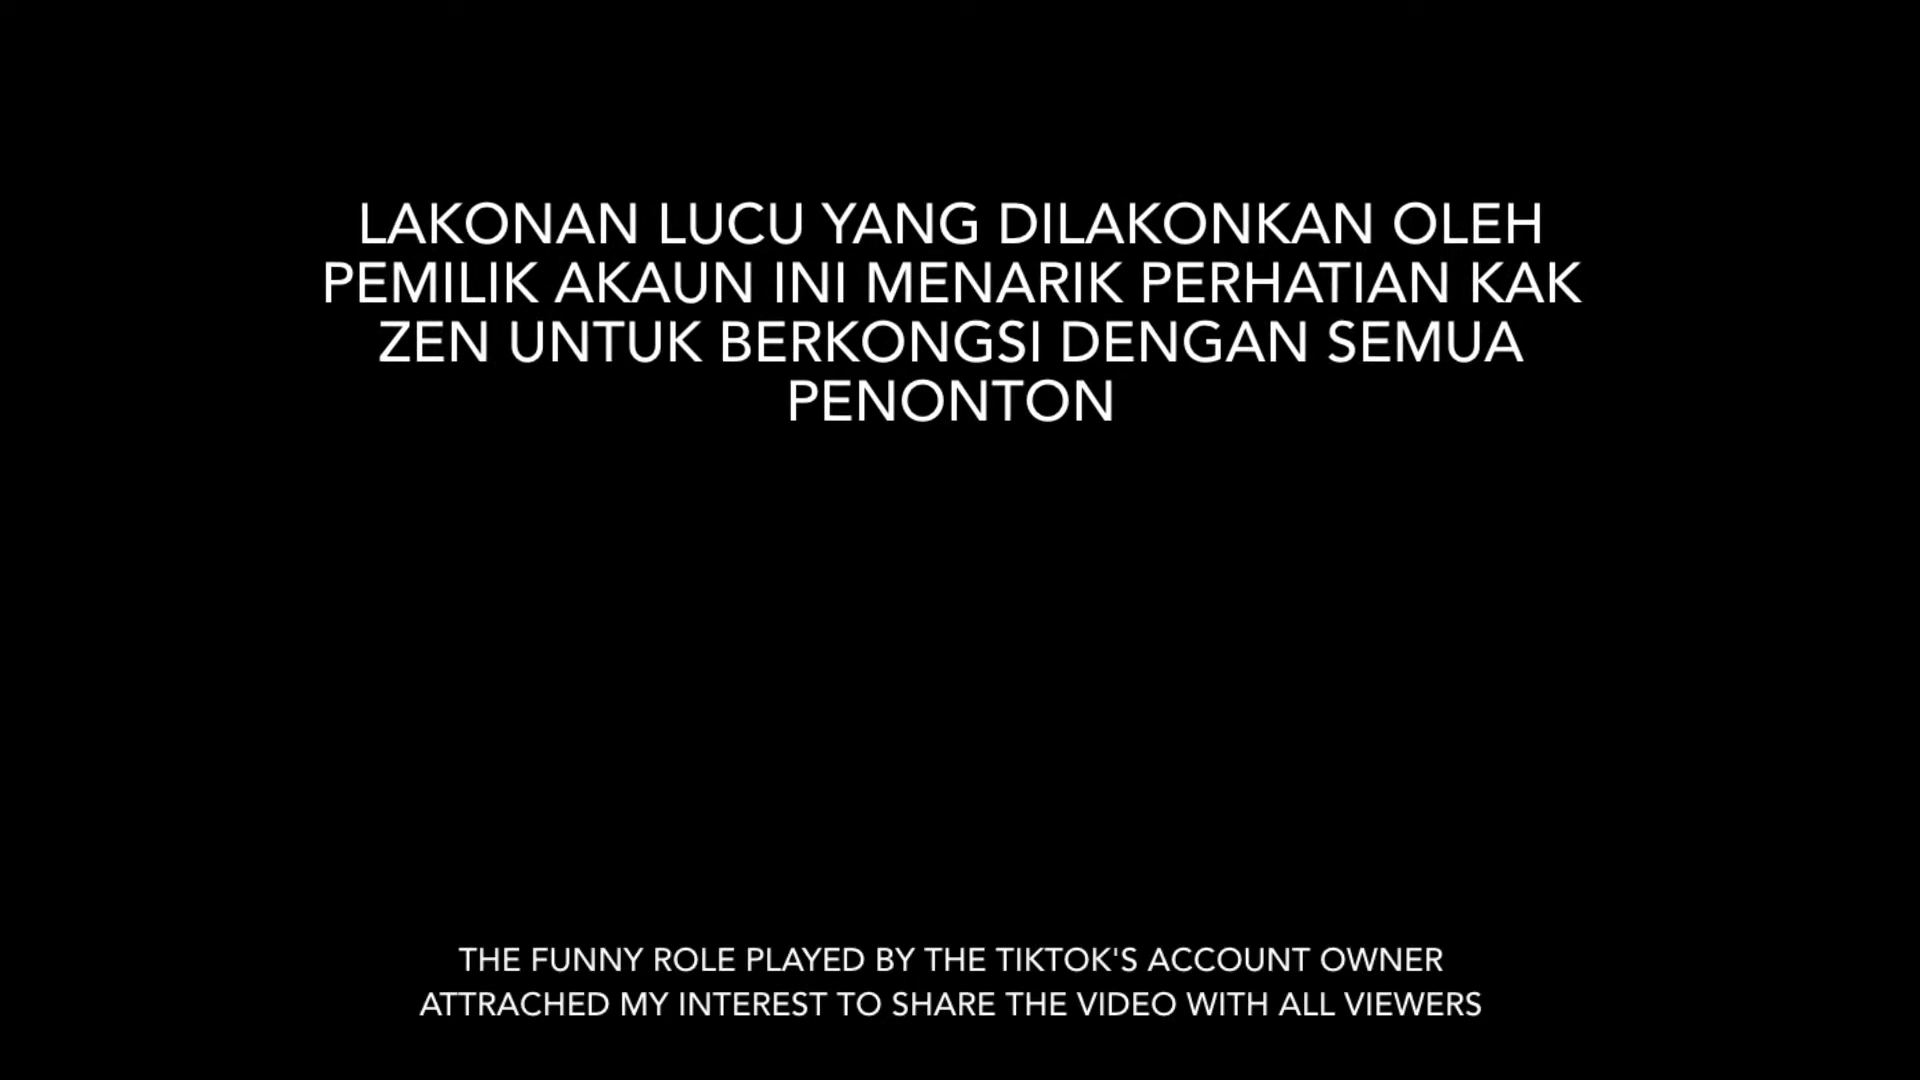 LAKONAN LUCU YANG DILAKONKAN OLEH
PEMILIK AKAUN INI MENARIK PERHATIAN KAK
ZEN UNTUK BERKONGSI DENGAN SEMUA
PENONTON
THE FUNNY ROLE PLAYED BY THE TIKTOK'S ACCOUNT OWNER
ATTRACHED MY INTEREST TO SHARE THE VIDEO WITH ALL VIEWERS